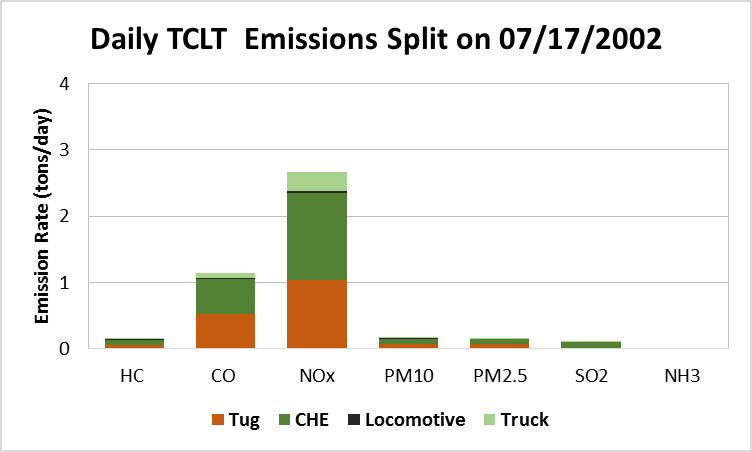 Daily TCLT  Emissions Split on 07/17/2002
Emission Rate (tons/day)
4
3
2
1
0
HC CO NOx PM10 PM2.5 SO2 NH3
Tug CHE Locomotive Truck